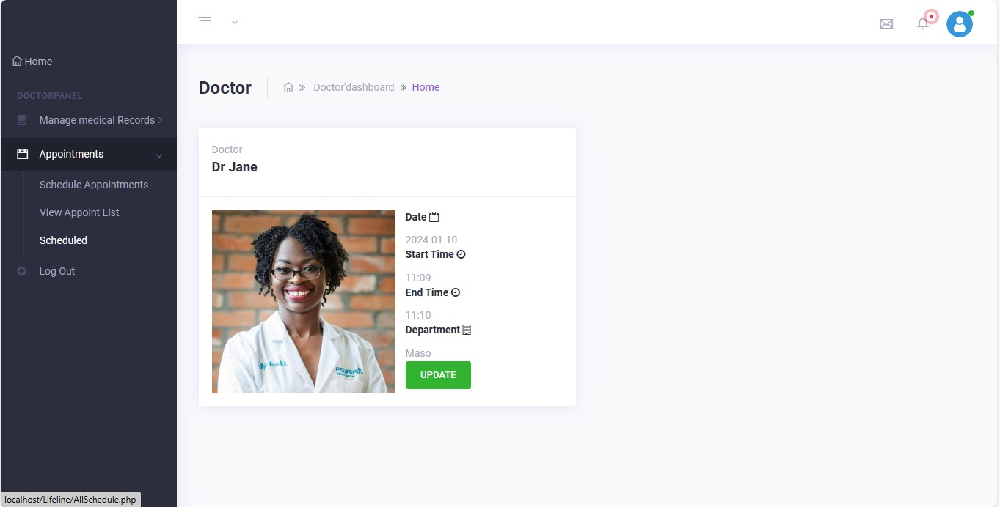 Home
DOCTORPANEL
Manage medical Records
Appointments
Schedule Appointments
View Appoint List
Scheduled
Log Out
Doctor
Doctor'dashboard
Home
Doctor
Dr Jane
Date
2024-01-10
Start Time
11:09
End Time
11:10
Department
Maso
UPDATE
localhost/Lifeline/AllSchedule.php